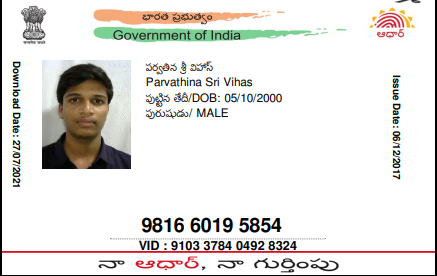 భారత ప్రభుత్వం
Government of India
ఆధార్
Download Date: 27/07/2021
పర్వతిన శ్రీ విహాస్
Parvathina Sri Vihas
పుట్టిన తేదీ/DOB: 05/10/2000
పురుషుడు/ MALE
Issue Date: 06/12/2017
9816 6019 5854
VID : 9103 3784 0492 8324
నా ఆధార్, నా గుర్తింపు